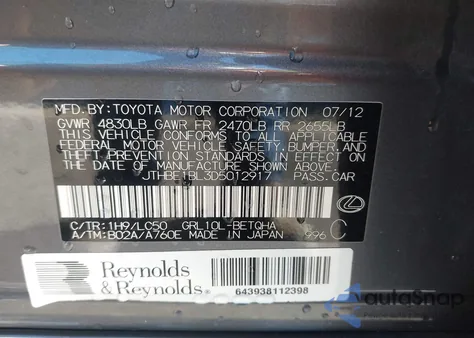 MFD. BY: TOYOTA MOTOR CORPORATION 07/12
GVWR 4830LB GAWR FR 2470LB RR 2655LB
THIS VEHICLE CONFORMS TO ALL APPLICABLE
FEDERAL MOTOR VEHICLE SAFETY, BUMPER, AND
THEFT PREVENTION STANDARDS IN EFFECT ON
THE DATE OF MANUFACTURE SHOWN ABOVE.
JTHBE1BL3D5012917 PASS.CAR
C/TR: 1H9/LC50 GRL10L-BETQHA
A/TM: B02A/A760E MADE IN JAPAN 996 C
Reynolds
& Reynolds
643938112398
autoSnap